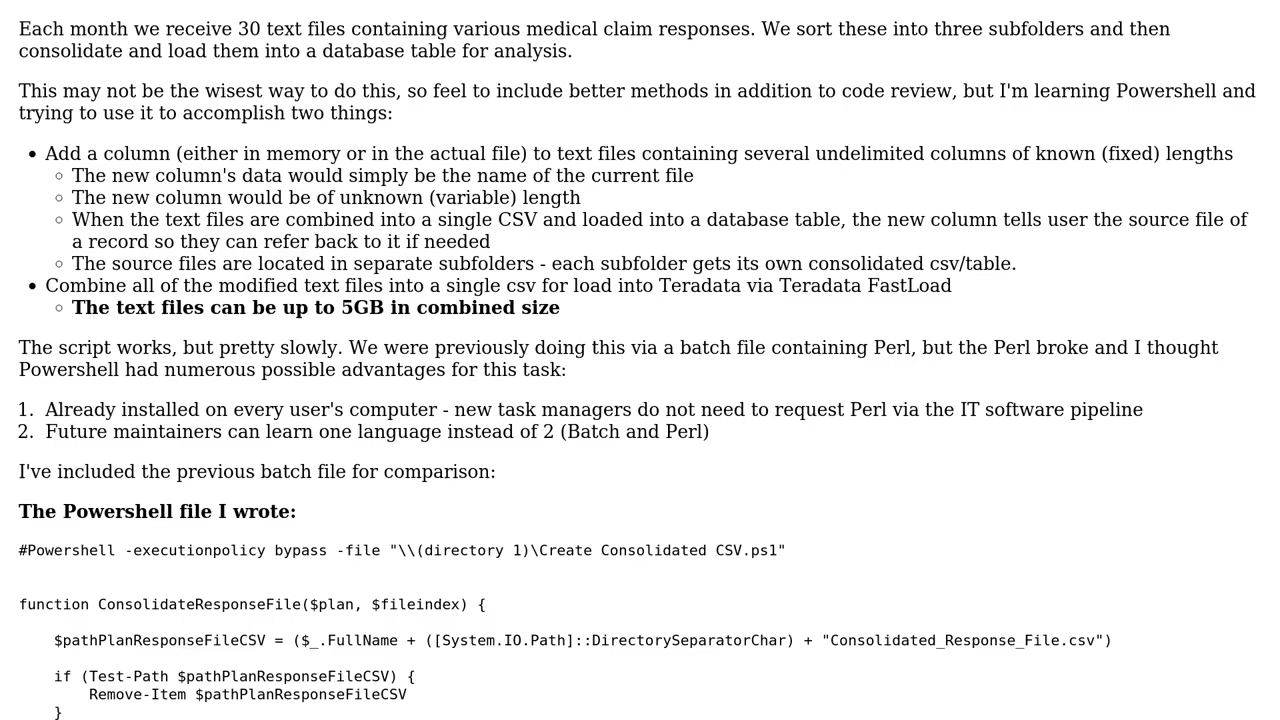 Each month we receive 30 text files containing various medical claim responses. We sort these into three subfolders and then
consolidate and load them into a database table for analysis.
This may not be the wisest way to do this, so feel to include better methods in addition to code review, but I'm learning Powershell and
trying to use it to accomplish two things:
• Add a column (either in memory or in the actual file) to text files containing several undelimited columns of known (fixed) lengths
◦ The new column's data would simply be the name of the current file
◦ The new column would be of unknown (variable) length
◦ When the text files are combined into a single CSV and loaded into a database table, the new column tells user the source file of
a record so they can refer back to it if needed
◦ The source files are located in separate subfolders - each subfolder gets its own consolidated csv/table.
• Combine all of the modified text files into a single csv for load into Teradata via Teradata FastLoad
◦ The text files can be up to 5GB in combined size
The script works, but pretty slowly. We were previously doing this via a batch file containing Perl, but the Perl broke and I thought
Powershell had numerous possible advantages for this task:
1. Already installed on every user's computer - new task managers do not need to request Perl via the IT software pipeline
2. Future maintainers can learn one language instead of 2 (Batch and Perl)
I've included the previous batch file for comparison:
The Powershell file I wrote:
#Powershell -executionpolicy bypass -file "\\(directory 1)\Create Consolidated CSV.ps1"
function ConsolidateResponseFile($plan, $fileindex) {
$pathPlanResponseFileCSV = ($_.FullName + ([System.IO.Path]::DirectorySeparatorChar) + "Consolidated_Response_File.csv")
if (Test-Path $pathPlanResponseFileCSV) {
Remove-Item $pathPlanResponseFileCSV
}